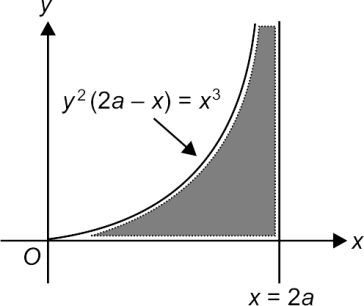 y
y² (2a – x) = x³
O
x
x = 2a